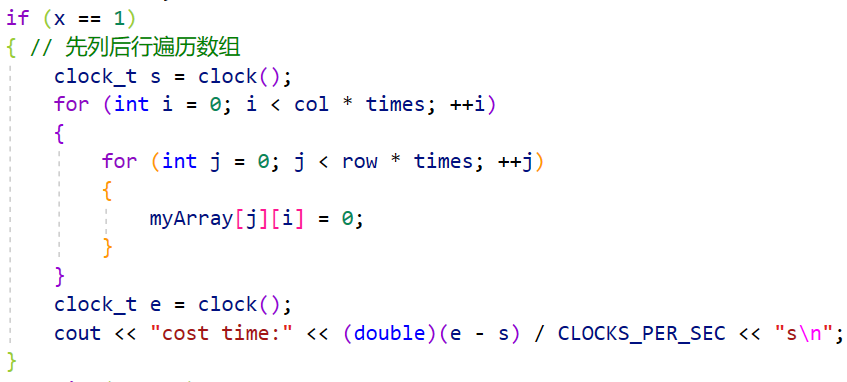 if (x == 1)
{ // 先列后行遍历数组
    clock_t s = clock();
    for (int i = 0; i < col * times; ++i)
    {
        for (int j = 0; j < row * times; ++j)
        {
            myArray[j][i] = 0;
        }
    }
    clock_t e = clock();
    cout << "cost time:" << (double)(e - s) / CLOCKS_PER_SEC << "s\n";
}